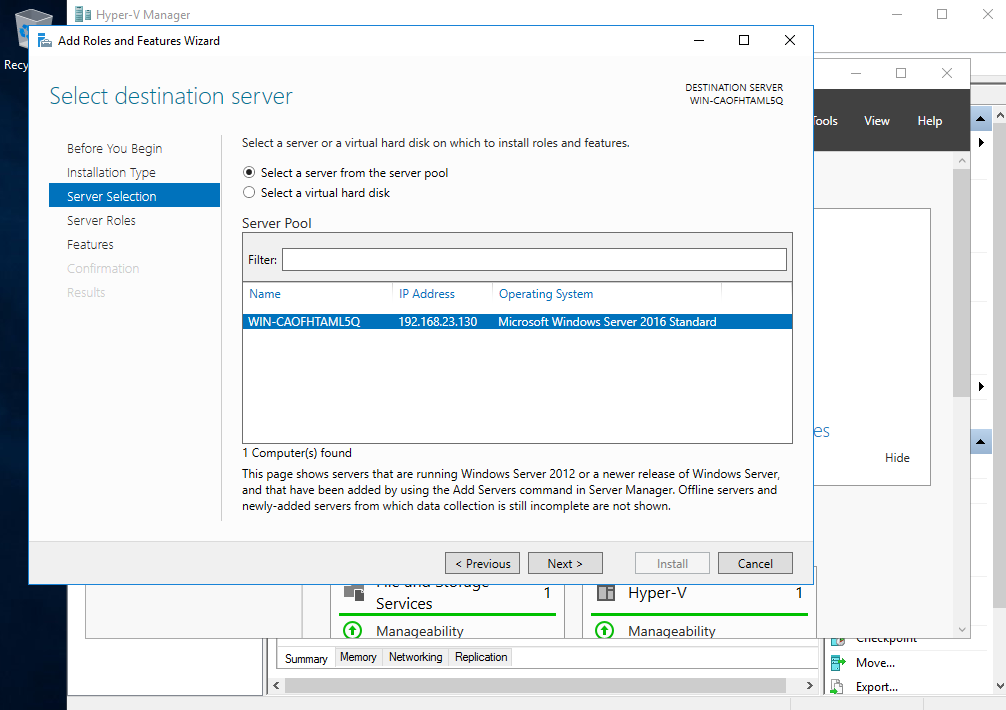 Hyper-V Manager
Recy
Add Roles and Features Wizard
Select destination server
DESTINATION SERVER
WIN-CAOFHTAML5Q
Before You Begin
Installation Type
Server Selection
Server Roles
Features
Confirmation
Results
Select a server or a virtual hard disk on which to install roles and features.
Select a server from the server pool
Select a virtual hard disk
Server Pool
Filter:
Name IP Address Operating System
WIN-CAOFHTAML5Q 192.168.23.130 Microsoft Windows Server 2016 Standard
1 Computer(s) found
This page shows servers that are running Windows Server 2012 or a newer release of Windows Server,
and that have been added by using the Add Servers command in Server Manager. Offline servers and
newly-added servers from which data collection is still incomplete are not shown.
< Previous Next > Install Cancel
Tools View Help
es
Hide
File and Storage
Services 1
Manageability
Hyper-V 1
Manageability
Summary Memory Networking Replication
Checkpoint
Move...
Export...